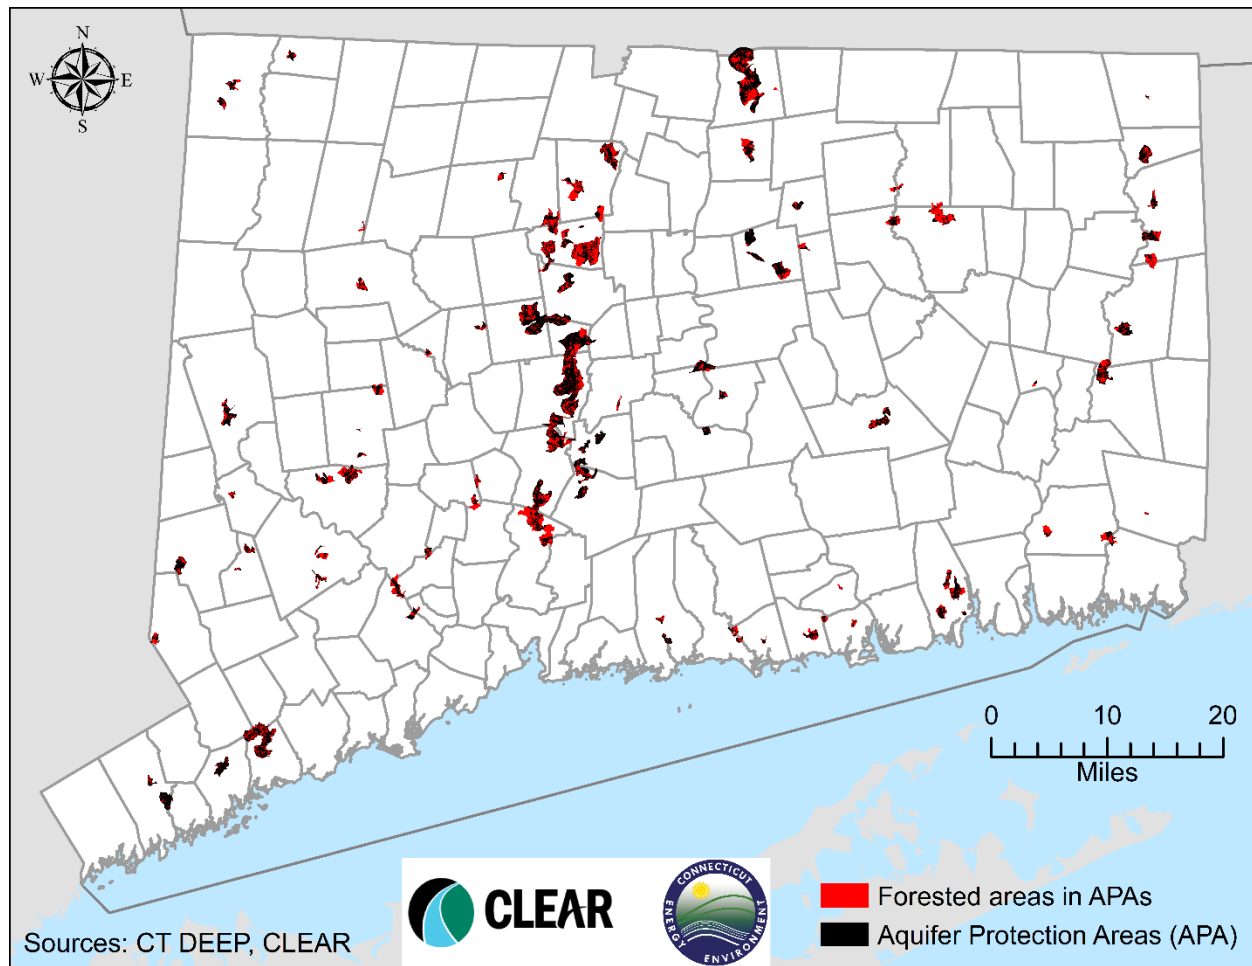 N
W E
S
0 10 20
Miles
CLEAR
CONNECTICUT
ENERGY ENVIRONMENT
Forested areas in APAs
Aquifer Protection Areas (APA)
Sources: CT DEEP, CLEAR